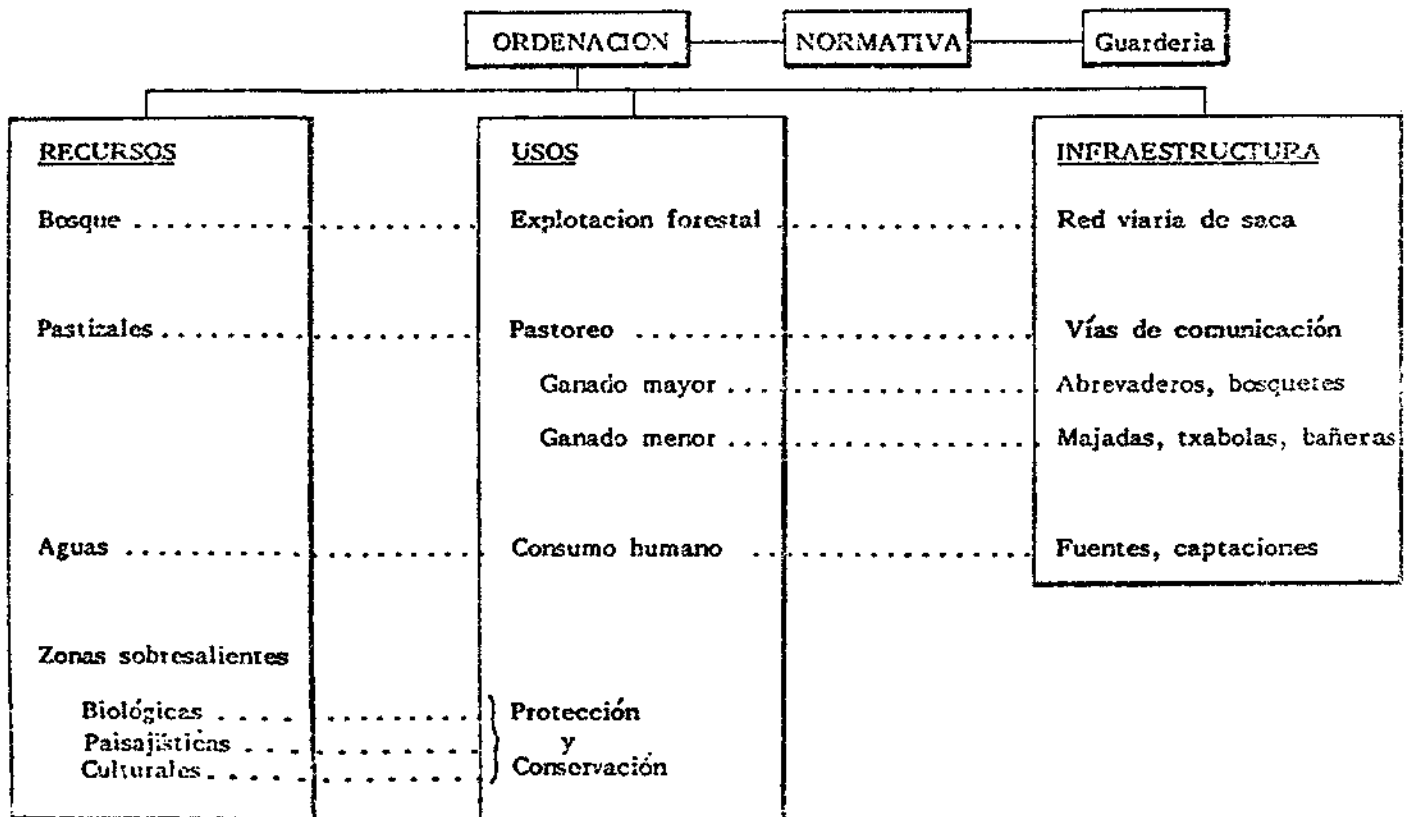 ORDENACION NORMATIVA Guarderia
RECURSOS USOS INFRAESTRUCTURA
Bosque Explotacion forestal Red viaria de saca
Pastizales Pastoreo Vías de comunicación
Ganado mayor Abrevaderos, bosquetes
Ganado menor Majadas, txabolas, bañeras
Aguas Consumo humano Fuentes, captaciones
Zonas sobresalientes
Biológicas Protección
Paisajísticas y
Culturales Conservación